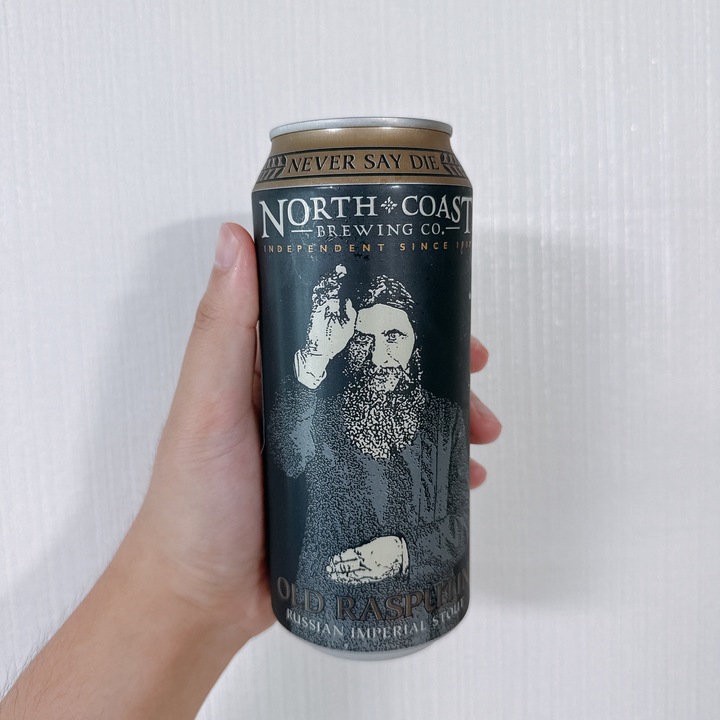 NEVER SAY DIE
NORTH COAST
BREWING CO.
INDEPENDENT SINCE
OLD RASPUTIN
RUSSIAN IMPERIAL STOUT